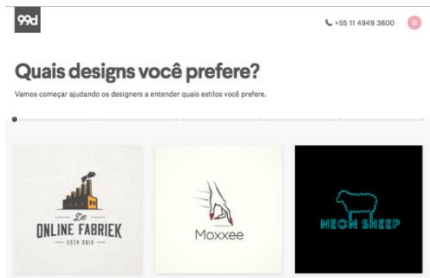 99d
+55 11 4949 3600
Quais designs você prefere?
Vamos começar ajudando os designers a entender quais estilos você prefere.
De
ONLINE FABRIEK
ESTD 2015
Moxxee
NEON SHEEP